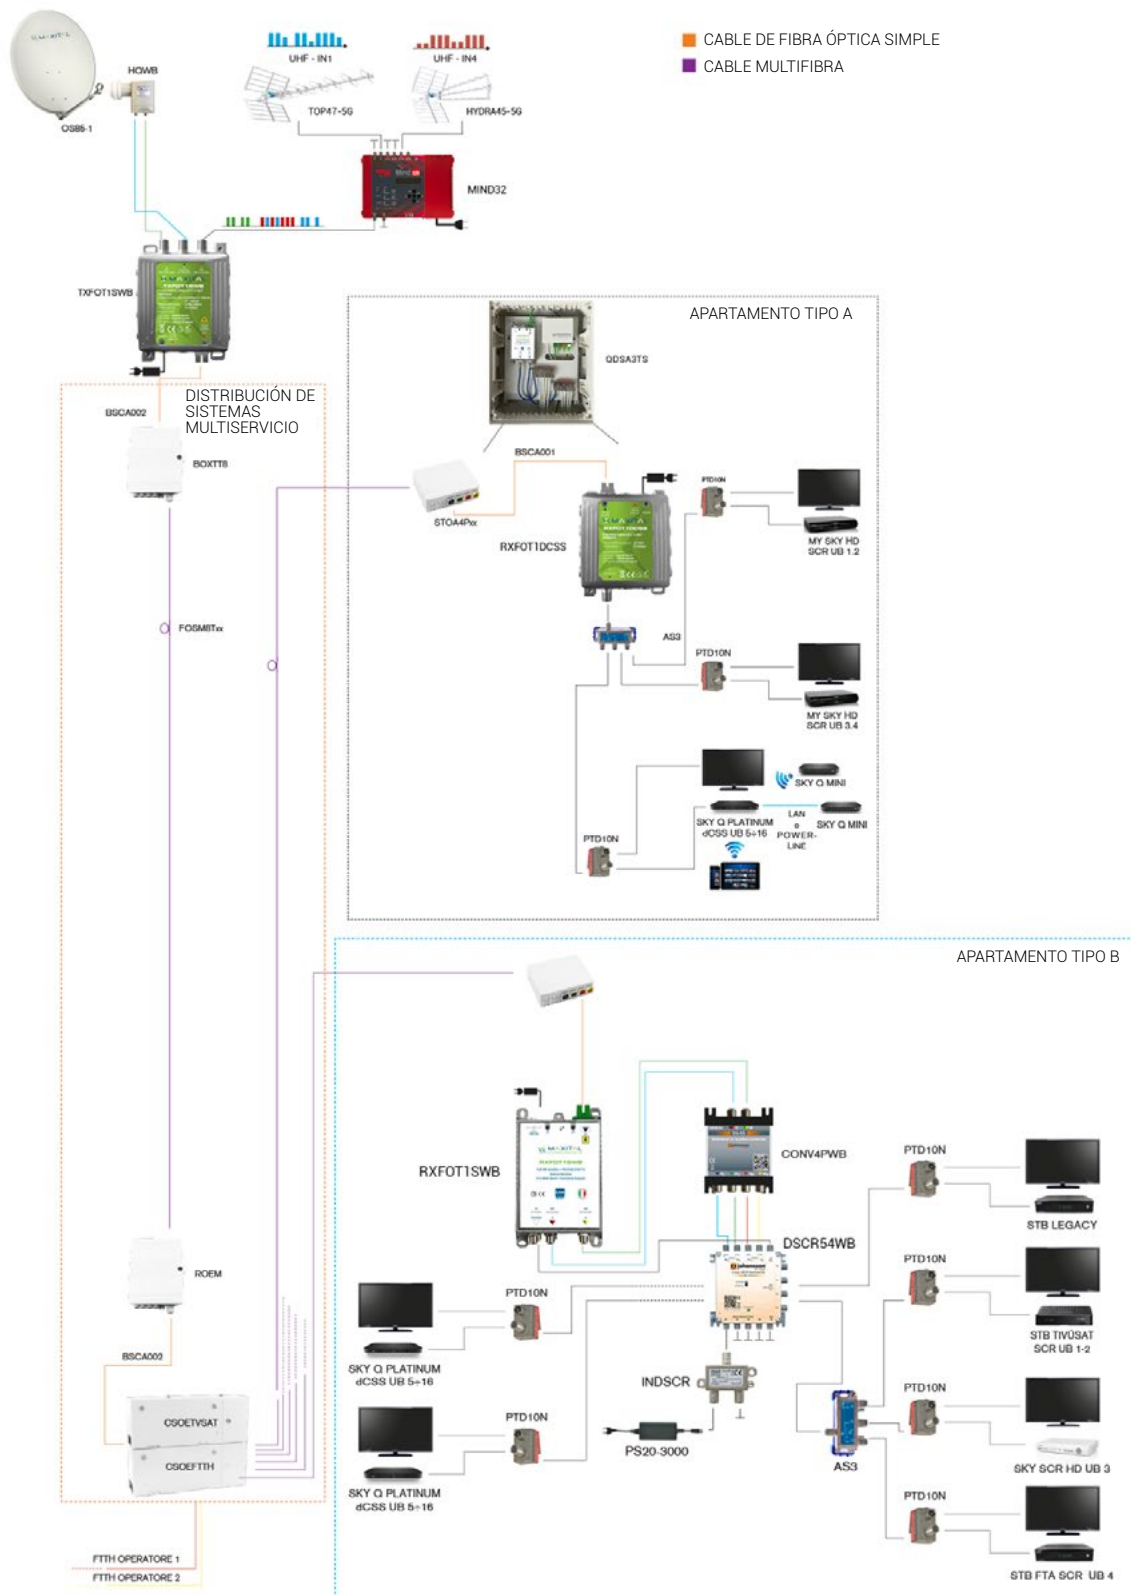 CABLE DE FIBRA ÓPTICA SIMPLE
CABLE MULTIFIBRA
HQWB
OS85-1
UHF - IN1
UHF - IN4
TOP47-5G
HYDRA45-5G
MIND32
TXFOT1SWB
APARTAMENTO TIPO A
QDSA3TS
DISTRIBUCIÓN DE
SISTEMAS
MULTISERVICIO
BSCA002
BOXTT8
BSCA001
STOA4Pxx
RXFOT1DCSS
PTD10N
MY SKY HD
SCR UB 1.2
AS3
PTD10N
MY SKY HD
SCR UB 3.4
FOSM8Txx
SKY Q MINI
SKY Q PLATINUM
dCSS UB 5÷16
LAN
o
POWER-
LINE
SKY Q MINI
PTD10N
APARTAMENTO TIPO B
RXFOT1SWB
CONV4PWB
PTD10N
STB LEGACY
DSCR54WB
PTD10N
STB TIVÙSAT
SCR UB 1-2
ROEM
PTD10N
SKY Q PLATINUM
dCSS UB 5÷16
BSCA002
INDSCR
PTD10N
SKY SCR HD UB 3
CSOETVSAT
CSOEFTTH
PTD10N
PS20-3000
AS3
SKY Q PLATINUM
dCSS UB 5÷16
PTD10N
STB FTA SCR UB 4
FTTH OPERATORE 1
FTTH OPERATORE 2